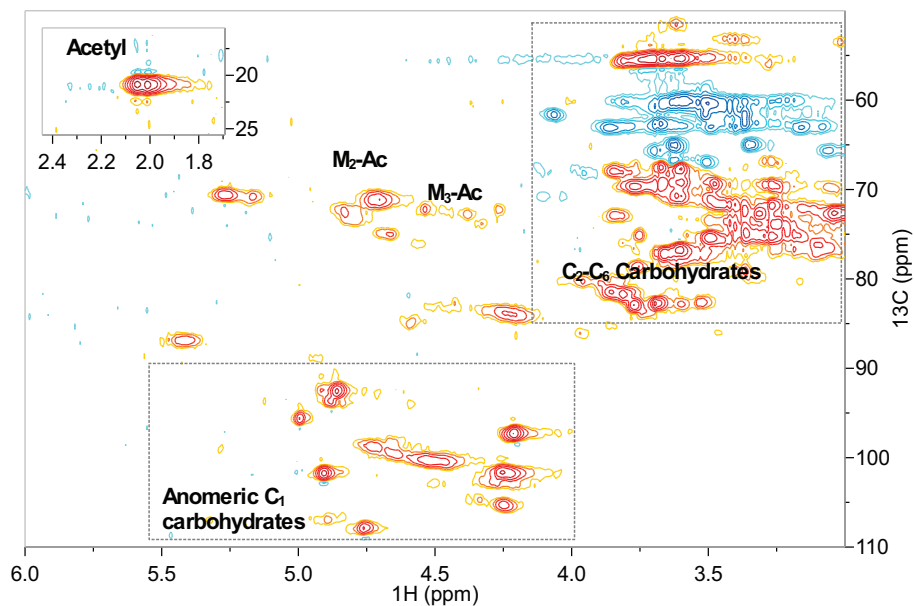 Acetyl
20
25
2.4 2.2 2.0 1.8
M₂-Ac
M₃-Ac
C₂-C₆ Carbohydrates
Anomeric C₁
carbohydrates
60
70
80
90
100
110
13C (ppm)
6.0 5.5 5.0 4.5 4.0 3.5
1H (ppm)